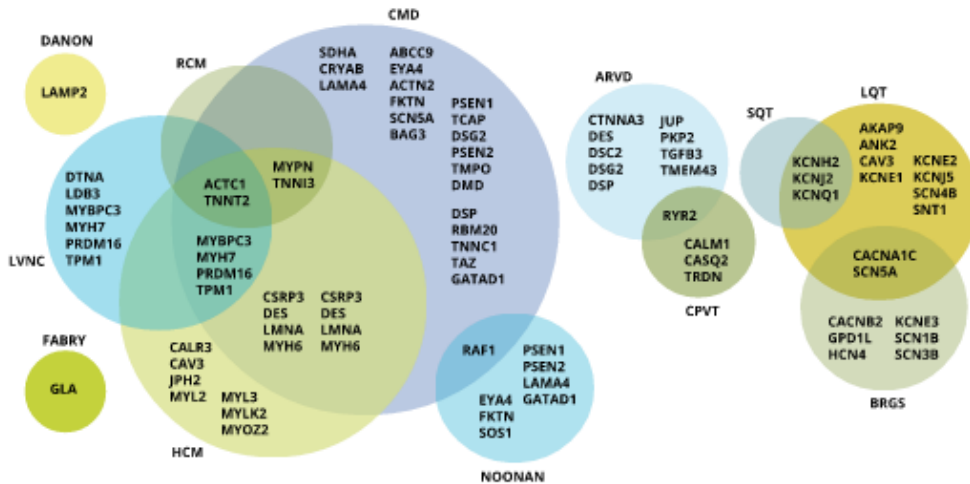 CMD
DANON
LAMP2
RCM
SDHA
CRYAB
LAMA4
ABCC9
EYA4
ACTN2
FKTN
SCN5A
BAG3
PSEN1
TCAP
DSG2
PSEN2
TMPO
DMD
DSP
RBM20
TNNC1
TAZ
GATAD1
MYPN
TNNI3
ACTC1
TNNT2
DTNA
LDB3
MYBPC3
MYH7
PRDM16
TPM1
LVNC
MYBPC3
MYH7
PRDM16
TPM1
CSRP3
DES
LMNA
MYH6
CSRP3
DES
LMNA
MYH6
FABRY
GLA
CALR3
CAV3
JPH2
MYL2
MYL3
MYLK2
MYOZ2
HCM
RAF1
PSEN1
PSEN2
LAMA4
GATAD1
EYA4
FKTN
SOS1
NOONAN
ARVD
CTNNA3
DES
DSC2
DSG2
DSP
JUP
PKP2
TGFB3
TMEM43
RYR2
CALM1
CASQ2
TRDN
CPVT
SQT
LQT
KCNH2
KCNJ2
KCNQ1
AKAP9
ANK2
CAV3
KCNE1
KCNE2
KCNJ5
SCN4B
SNT1
CACNA1C
SCN5A
CACNB2
GPD1L
HCN4
KCNE3
SCN1B
SCN3B
BRGS